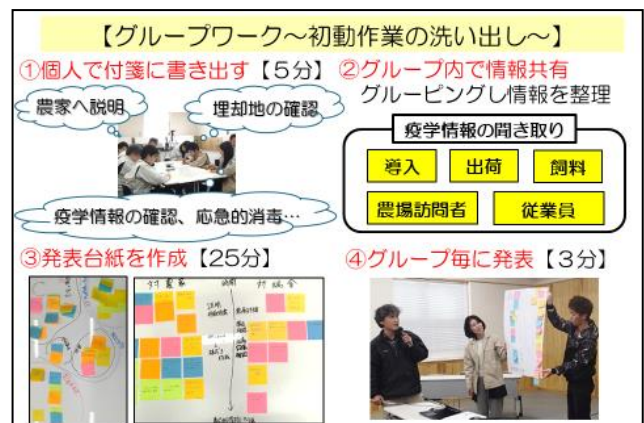 【グループワーク～初動作業の洗い出し～】
①個人で付箋に書き出す【5分】
農家へ説明
埋却地の確認
疫学情報の確認、応急的消毒…
②グループ内で情報共有
グルーピングし情報を整理
疫学情報の聞き取り
導入
出荷
飼料
農場訪問者
従業員
③発表台紙を作成【25分】
対農家
時間
④グループ毎に発表【3分】